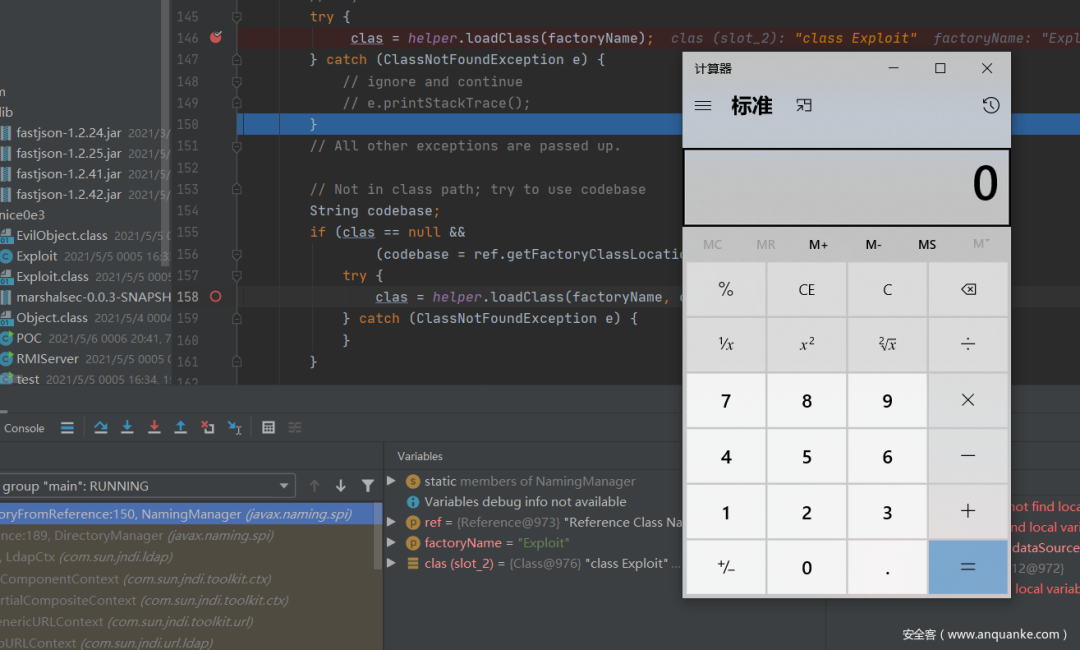 145 try {
146 clas = helper.loadClass(factoryName); clas (slot_2): "class Exploit" factoryName: "Expl
147 } catch (ClassNotFoundException e) {
148 // ignore and continue
149 // e.printStackTrace();
150 }
151 // All other exceptions are passed up.
152
153 // Not in class path; try to use codebase
154 String codebase;
155 if (clas == null &&
156 (codebase = ref.getFactoryClassLocati
157 try {
158 clas = helper.loadClass(factoryName,
159 } catch (ClassNotFoundException e) {
160 }
161 }
162
lib
fastjson-1.2.24.jar 2021/3/
fastjson-1.2.25.jar 2021/5/
fastjson-1.2.41.jar 2021/5/
fastjson-1.2.42.jar 2021/5/
nice0e3
EvilObject.class 2021/5/5 0
Exploit 2021/5/5 0005 16:3
Exploit.class 2021/5/5 0005
marshalsec-0.0.3-SNAPSH
Object.class 2021/5/4 0004
POC 2021/5/6 0006 20:41, 7
RMIServer 2021/5/5 0005 0
test 2021/5/5 0005 16:34, 1
计算器
标准
0
MC MR M+ M- MS M˅
% CE C ⌫
¹/x x² ²√x ÷
7 8 9 ×
4 5 6 −
1 2 3 +
+/− 0 . =
Console
group "main": RUNNING
oryFromReference:150, NamingManager (javax.naming.spi)
ance:189, DirectoryManager (javax.naming.spi)
, LdapCtx (com.sun.jndi.ldap)
ComponentContext (com.sun.jndi.toolkit.ctx)
artialCompositeContext (com.sun.jndi.toolkit.ctx)
enericURLContext (com.sun.jndi.toolkit.url)
pURLContext (com.sun.jndi.url.ldap)
Variables
static members of NamingManager
Variables debug info not available
ref = {Reference@973} "Reference Class Na
factoryName = "Exploit"
clas (slot_2) = {Class@976} "class Exploit" ...
not find loca
nd local vari
dataSource
12@972}
local variab
安全客 ( www.anquanke.com )